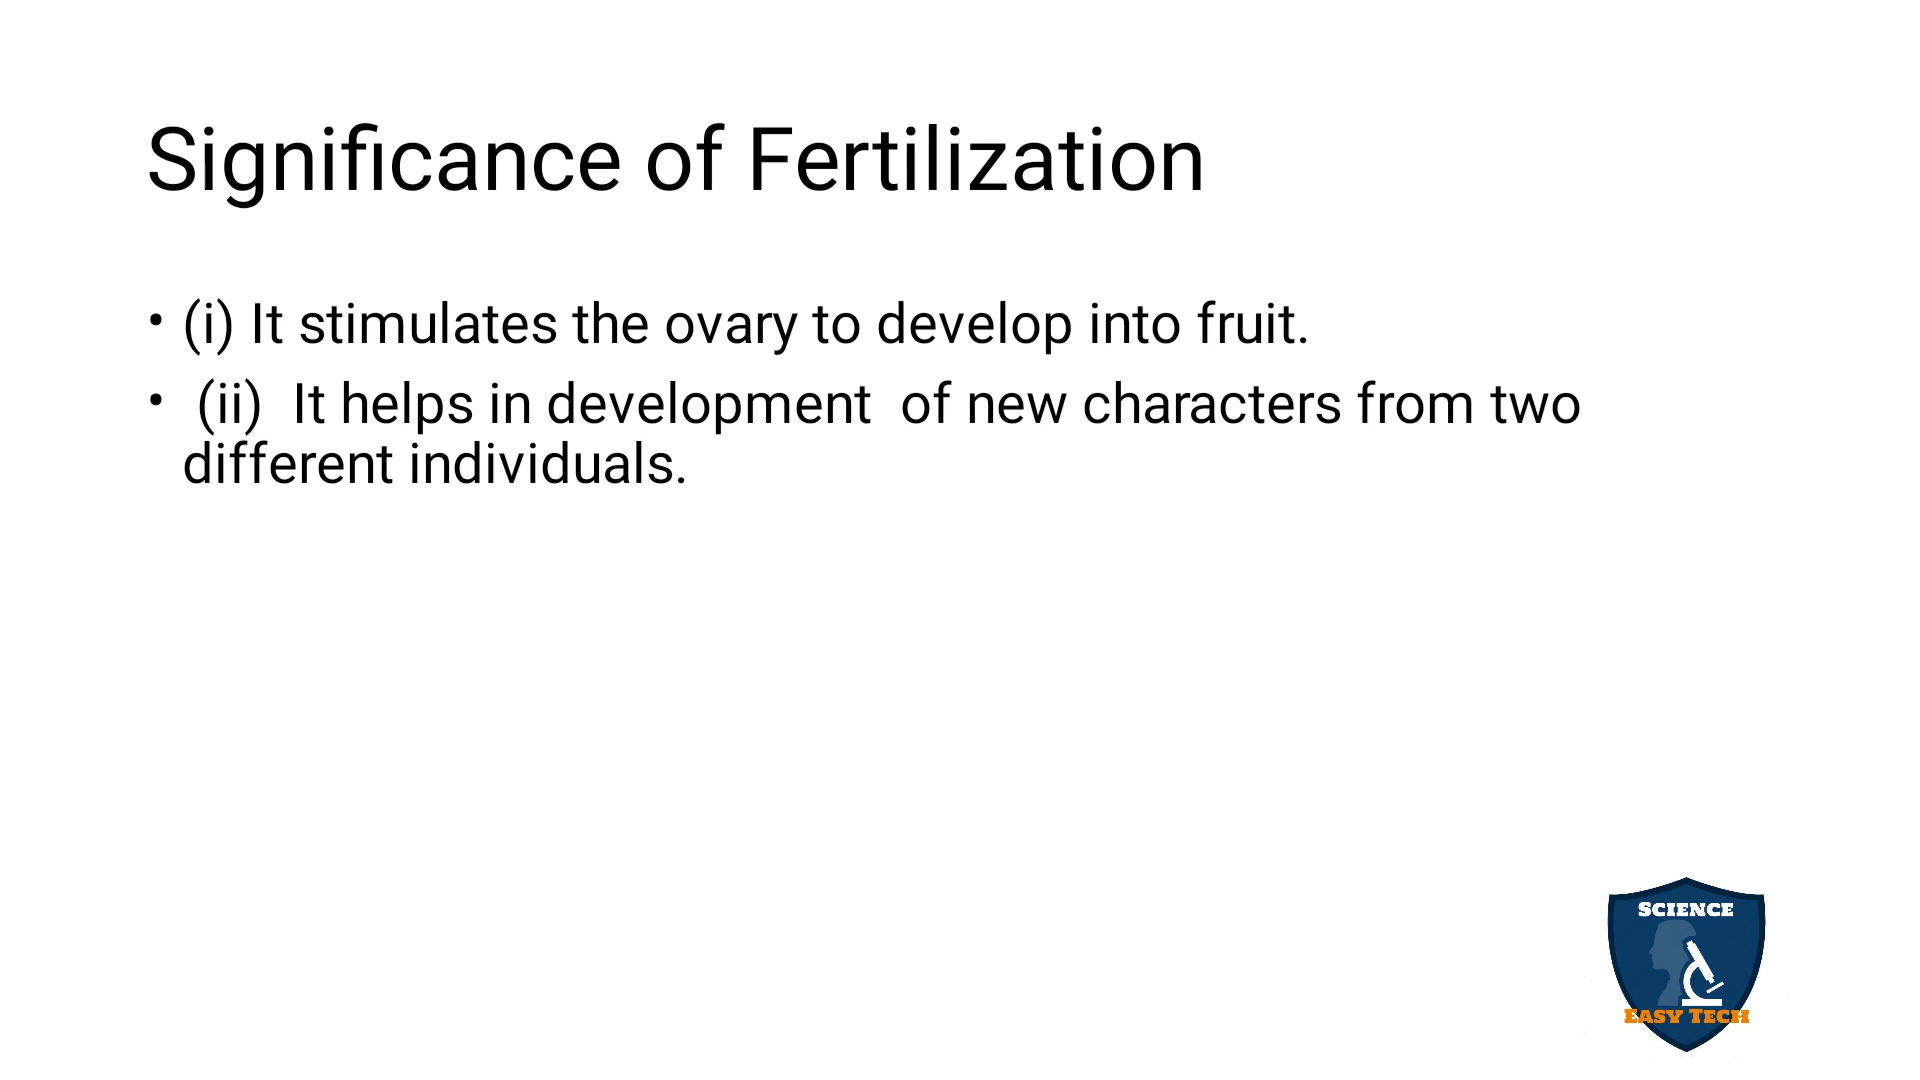 Significance of Fertilization
• (i) It stimulates the ovary to develop into fruit.
• (ii) It helps in development of new characters from two
different individuals.
SCIENCE
EASY TECH